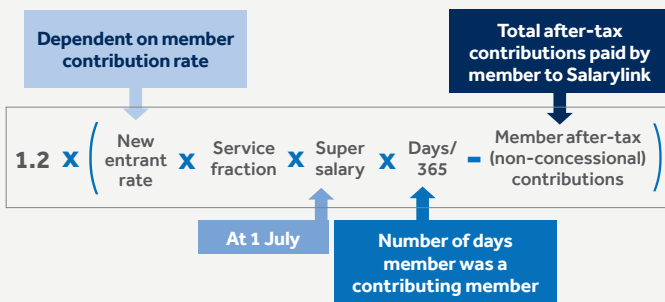 Dependent on member
contribution rate
Total after-tax
contributions paid by
member to Salarylink
1.2 x ( New
entrant
rate
x
Service
fraction
x
Super
salary
x
Days/
365
-
Member after-tax
(non-concessional)
contributions )
At 1 July
Number of days
member was a
contributing member